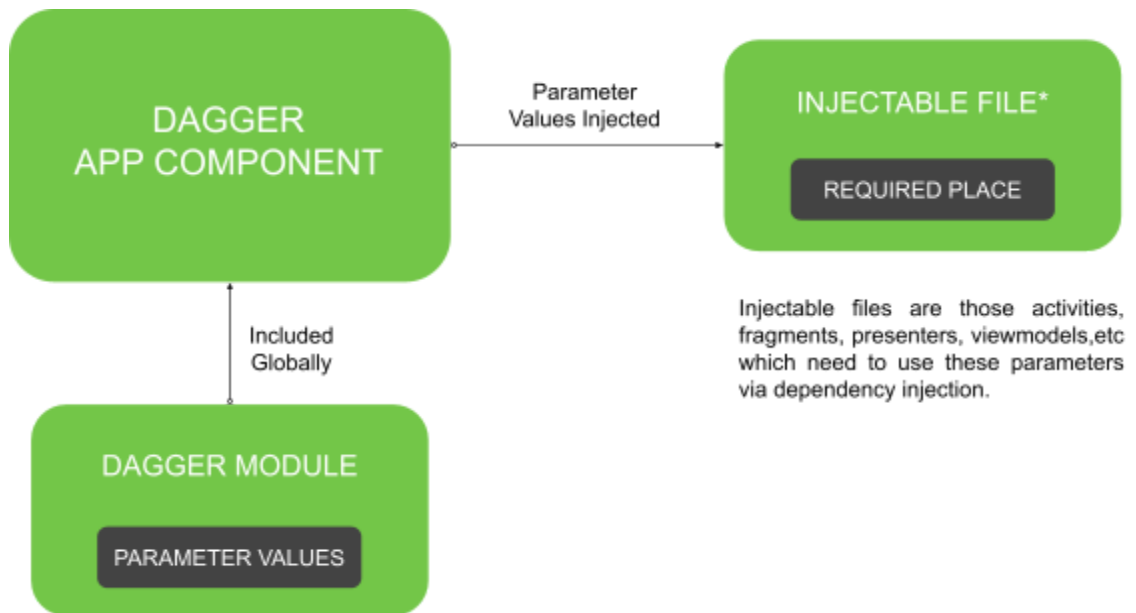 DAGGER
APP COMPONENT
Parameter
Values Injected
INJECTABLE FILE*
REQUIRED PLACE
Injectable files are those activities,
fragments, presenters, viewmodels,etc
which need to use these parameters
via dependency injection.
Included
Globally
DAGGER MODULE
PARAMETER VALUES